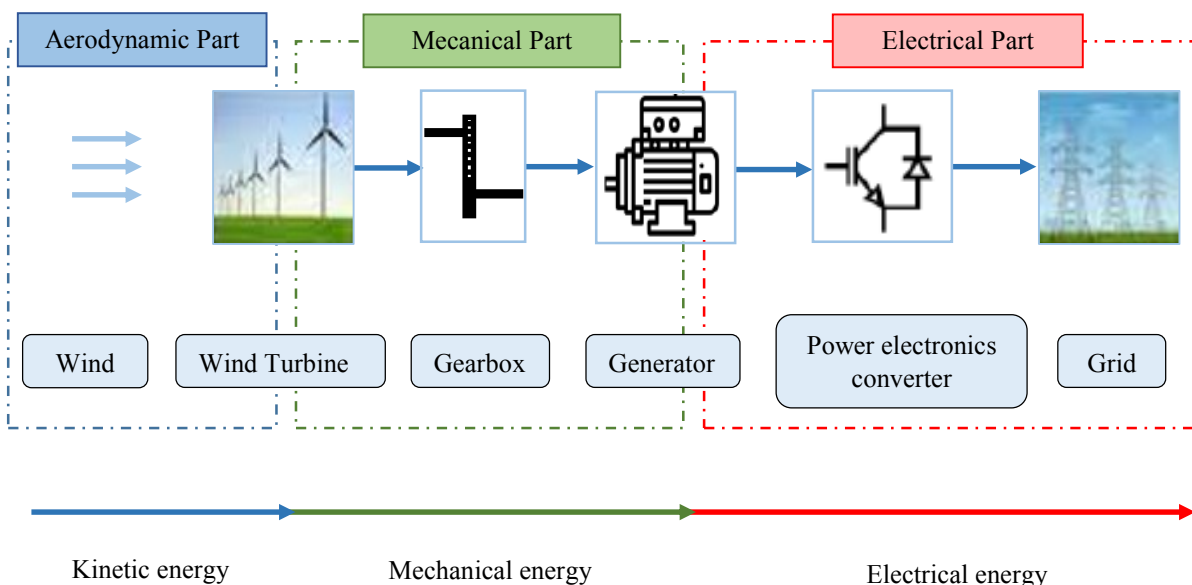 Aerodynamic Part
Mecanical Part
Electrical Part
Wind
Wind Turbine
Gearbox
Generator
Power electronics
converter
Grid
Kinetic energy
Mechanical energy
Electrical energy